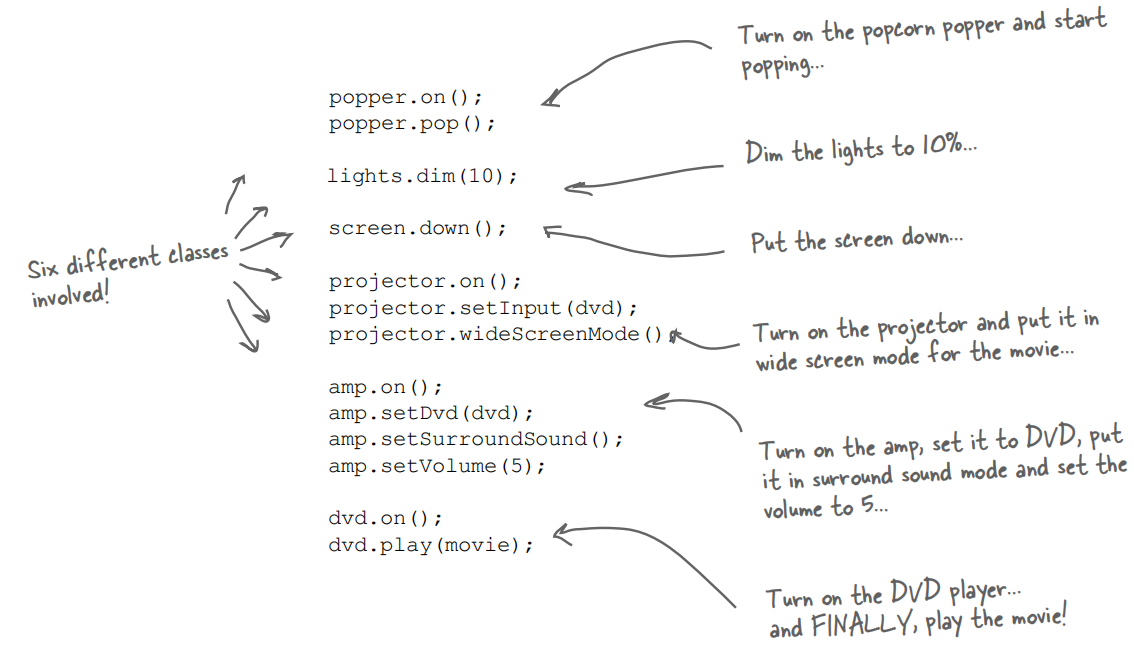 Turn on the popcorn popper and start
popping...
popper.on();
popper.pop();
Dim the lights to 10%...
lights.dim(10);
Six different classes
involved!
screen.down();
Put the screen down...
projector.on();
projector.setInput(dvd);
projector.wideScreenMode()
Turn on the projector and put it in
wide screen mode for the movie...
amp.on();
amp.setDvd(dvd);
amp.setSurroundSound();
amp.setVolume(5);
Turn on the amp, set it to DVD, put
it in surround sound mode and set the
volume to 5...
dvd.on();
dvd.play(movie);
Turn on the DVD player...
and FINALLY, play the movie!